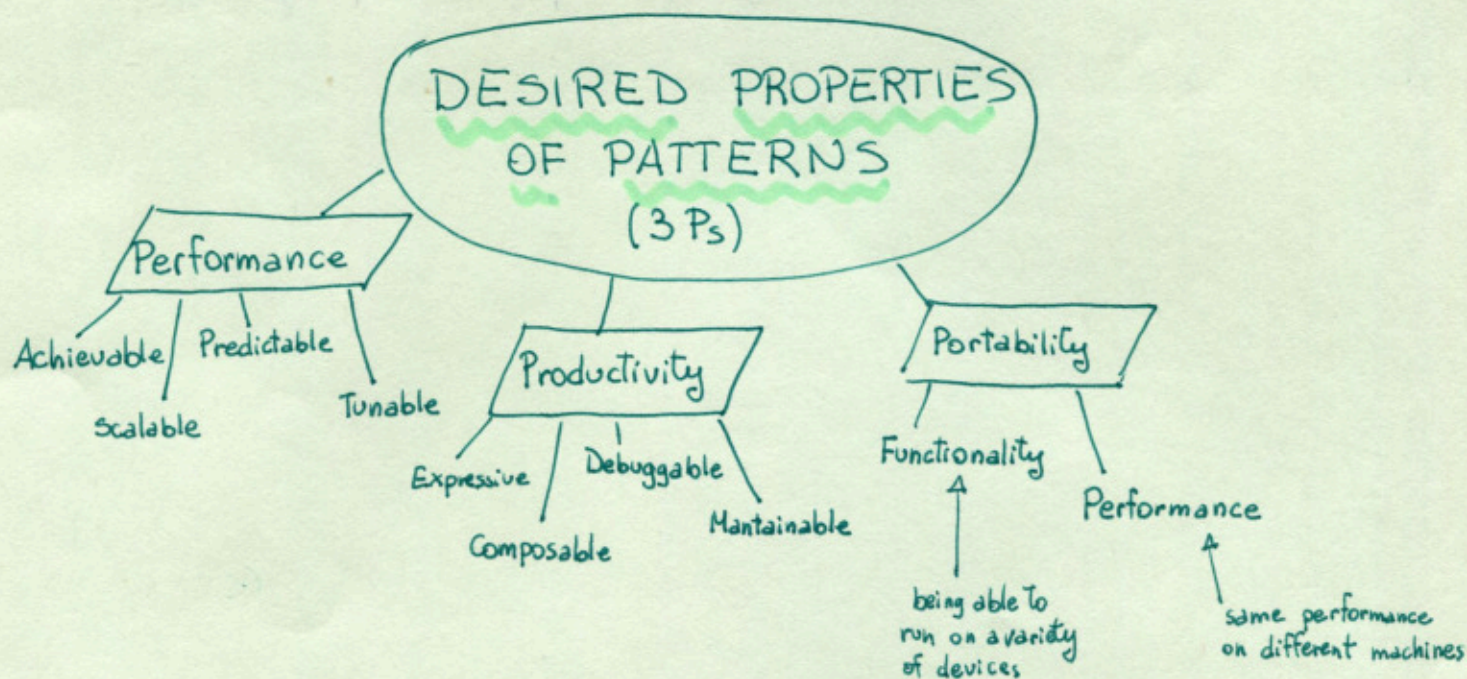 DESIRED PROPERTIES
OF PATTERNS
(3 Ps)
Performance
Achievable
Scalable
Predictable
Tunable
Productivity
Expressive
Composable
Debuggable
Mantainable
Portability
Functionality
being able to
run on a variety
of devices
Performance
same performance
on different machines